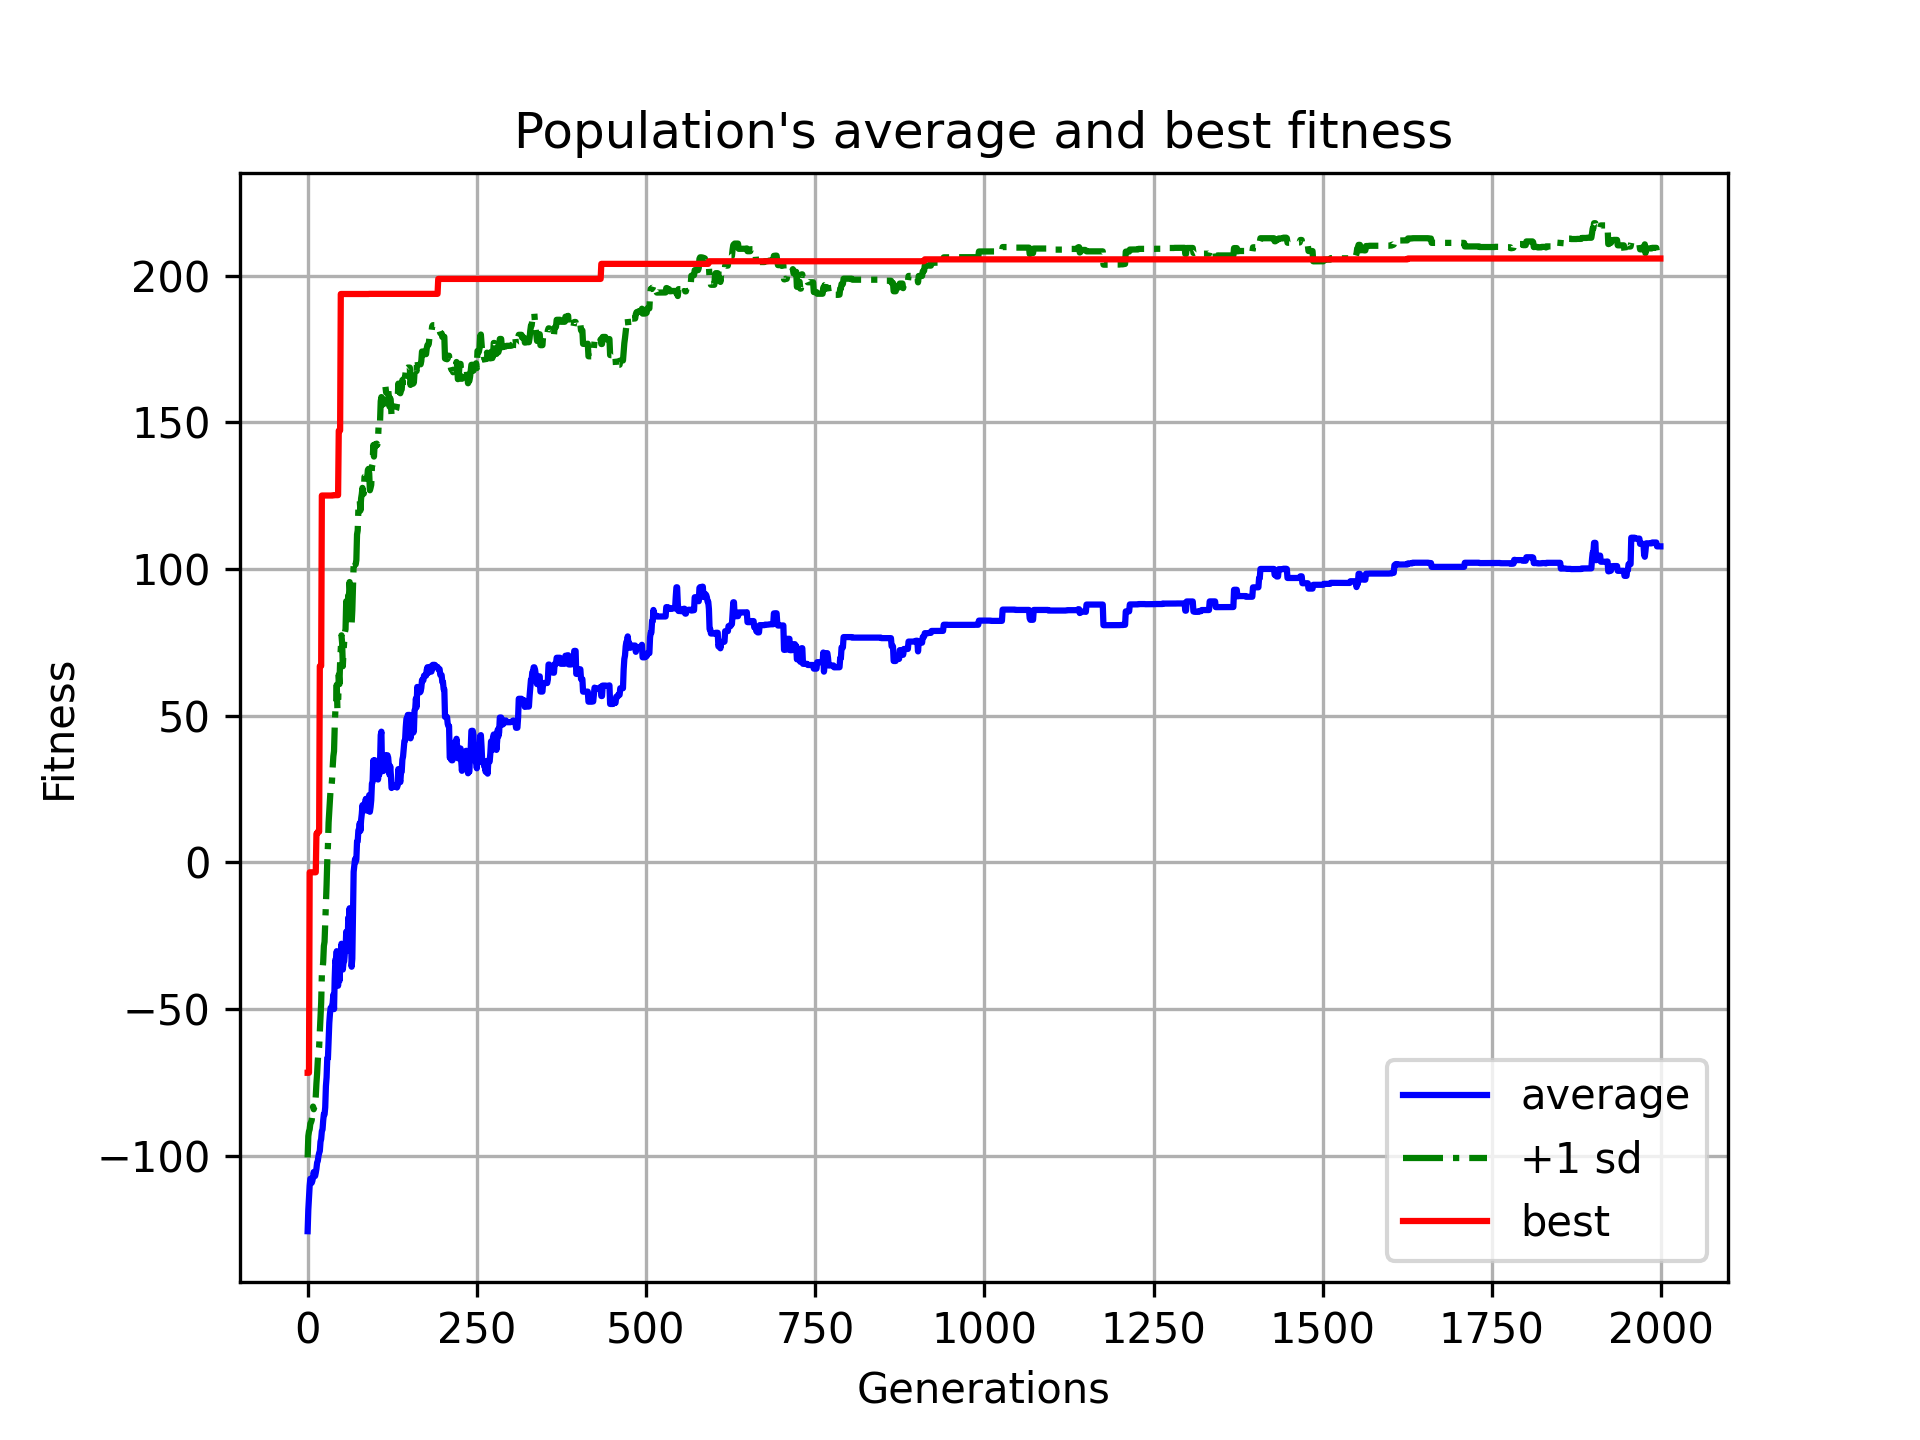 Population's average and best fitness
Fitness
200
150
100
50
0
−50
−100
0 250 500 750 1000 1250 1500 1750 2000
Generations
average
+1 sd
best